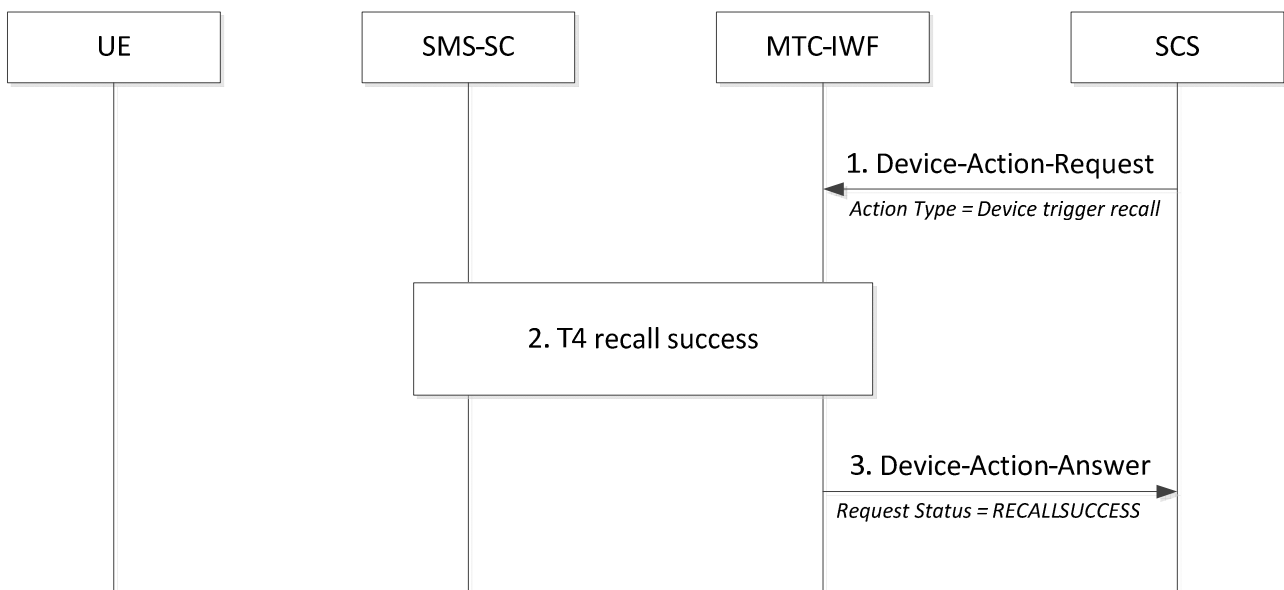 UE
SMS-SC
MTC-IWF
SCS
1. Device-Action-Request
Action Type = Device trigger recall
2. T4 recall success
3. Device-Action-Answer
Request Status = RECALLSUCCESS